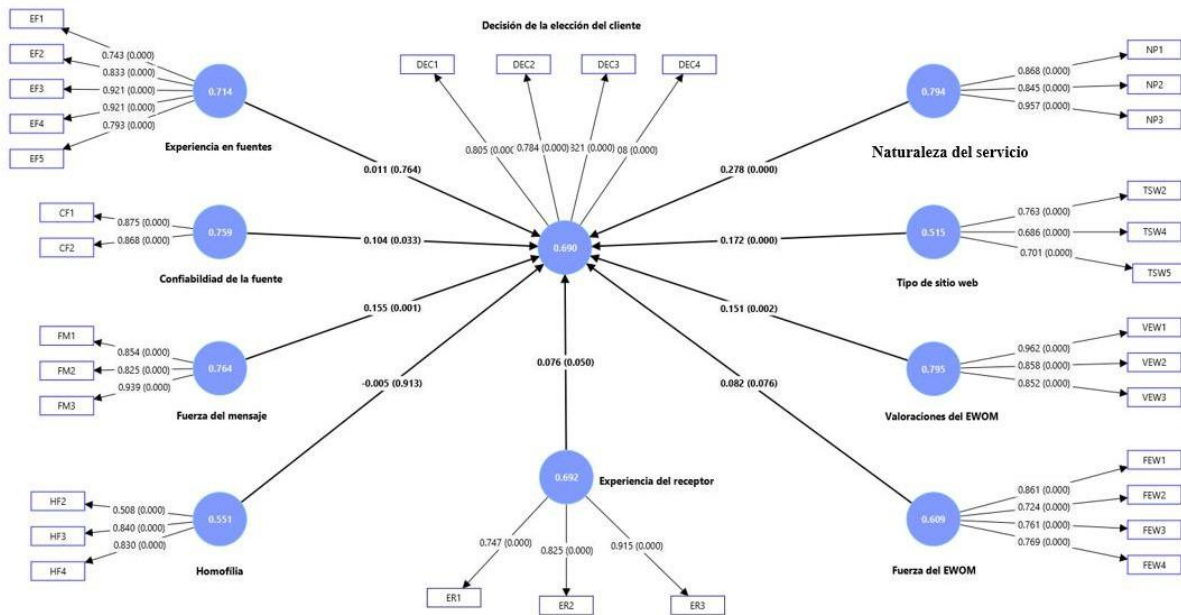 Decisión de la elección del cliente
DEC1
DEC2
DEC3
DEC4
0.805 (0.000)
0.784 (0.000)
821 (0.000)
08 (0.000)
0.690
EF1
EF2
EF3
EF4
EF5
0.743 (0.000)
0.833 (0.000)
0.921 (0.000)
0.921 (0.000)
0.793 (0.000)
0.714
Experiencia en fuentes
0.011 (0.764)
CF1
CF2
0.875 (0.000)
0.868 (0.000)
0.759
Confiabildiad de la fuente
0.104 (0.033)
FM1
FM2
FM3
0.854 (0.000)
0.825 (0.000)
0.939 (0.000)
0.764
Fuerza del mensaje
0.155 (0.001)
HF2
HF3
HF4
0.508 (0.000)
0.840 (0.000)
0.830 (0.000)
0.551
Homofília
-0.005 (0.913)
0.076 (0.050)
0.692
Experiencia del receptor
0.747 (0.000)
0.825 (0.000)
0.915 (0.000)
ER1
ER2
ER3
NP1
NP2
NP3
0.868 (0.000)
0.845 (0.000)
0.957 (0.000)
0.794
Naturaleza del servicio
0.278 (0.000)
TSW2
TSW4
TSW5
0.763 (0.000)
0.686 (0.000)
0.701 (0.000)
0.515
Tipo de sitio web
0.172 (0.000)
VEW1
VEW2
VEW3
0.962 (0.000)
0.858 (0.000)
0.852 (0.000)
0.795
Valoraciones del EWOM
0.151 (0.002)
FEW1
FEW2
FEW3
FEW4
0.861 (0.000)
0.724 (0.000)
0.761 (0.000)
0.769 (0.000)
0.609
Fuerza del EWOM
0.082 (0.076)